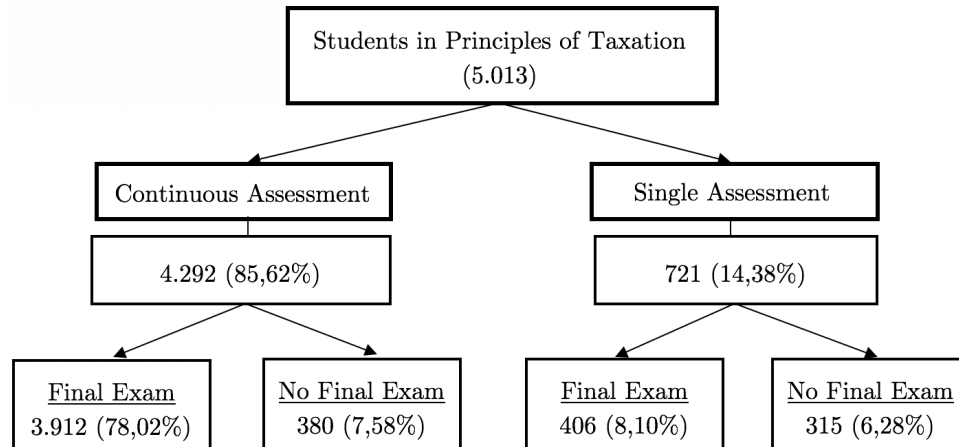 Students in Principles of Taxation
(5.013)
Continuous Assessment
Single Assessment
4.292 (85,62%)
721 (14,38%)
Final Exam
3.912 (78,02%)
No Final Exam
380 (7,58%)
Final Exam
406 (8,10%)
No Final Exam
315 (6,28%)